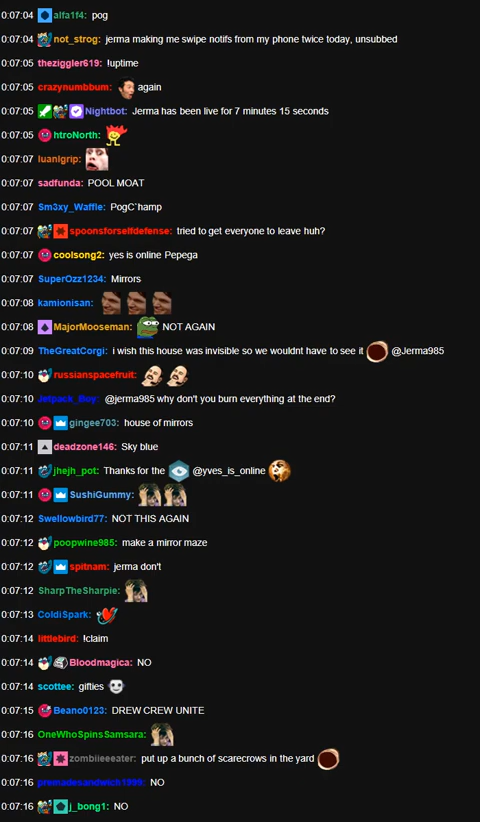 0:07:04 alfa1f4: pog
0:07:04 not_strog: jerma making me swipe notifs from my phone twice today, unsubbed
0:07:05 theziggler619: !uptime
0:07:05 crazynumbbum: again
0:07:05 Nightbot: Jerma has been live for 7 minutes 15 seconds
0:07:05 htroNorth:
0:07:07 luanlgrip:
0:07:07 sadfunda: POOL MOAT
0:07:07 Sm3xy_Waffle: PogC`hamp
0:07:07 spoonsforselfdefense: tried to get everyone to leave huh?
0:07:07 coolsong2: yes is online Pepega
0:07:07 SuperOzz1234: Mirrors
0:07:08 kamionisan:
0:07:08 MajorMooseman: NOT AGAIN
0:07:09 TheGreatCorgi: i wish this house was invisible so we wouldnt have to see it @Jerma985
0:07:10 russianspacefruit:
0:07:10 Jetpack_Boy: @jerma985 why don't you burn everything at the end?
0:07:10 gingee703: house of mirrors
0:07:11 deadzone146: Sky blue
0:07:11 jhejh_pot: Thanks for the @yves_is_online
0:07:11 SushiGummy:
0:07:12 Swellowbird77: NOT THIS AGAIN
0:07:12 poopwine985: make a mirror maze
0:07:12 spitnam: jerma don't
0:07:12 SharpTheSharpie:
0:07:13 ColdiSpark:
0:07:14 littlebird: !claim
0:07:14 Bloodmagica: NO
0:07:14 scottee: gifties
0:07:15 Beano0123: DREW CREW UNITE
0:07:16 OneWhoSpinsSamsara:
0:07:16 zombiieeeater: put up a bunch of scarecrows in the yard
0:07:16 premadesandwich1999: NO
0:07:16 j_bong1: NO